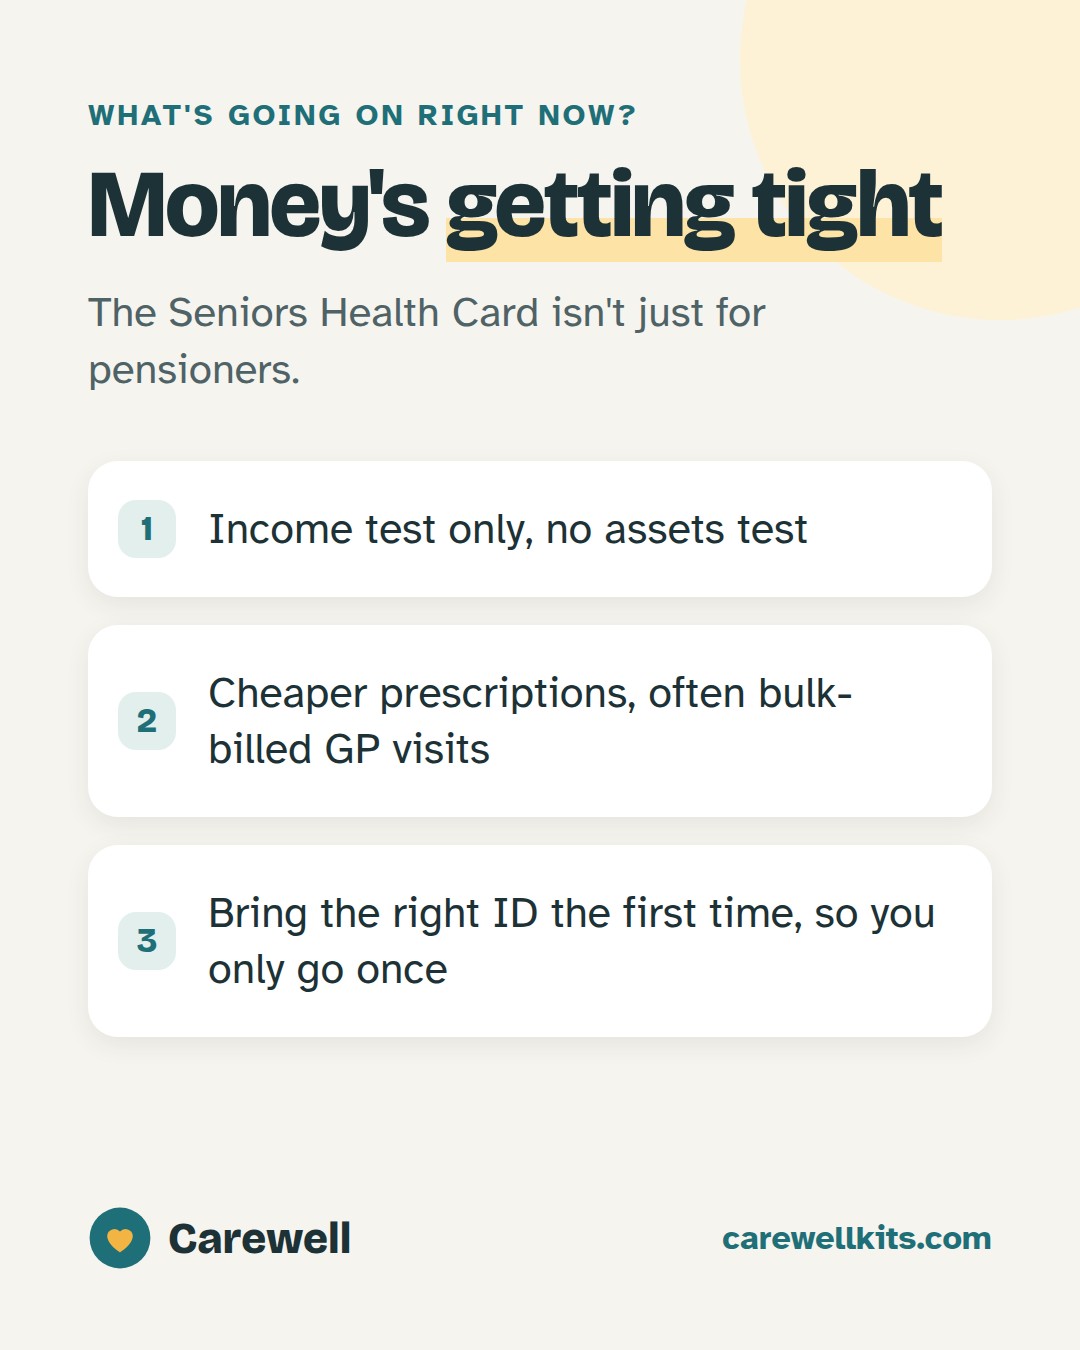 WHAT'S GOING ON RIGHT NOW?
Money's getting tight
The Seniors Health Card isn't just for
pensioners.
1 Income test only, no assets test
2 Cheaper prescriptions, often bulk-
billed GP visits
3 Bring the right ID the first time, so you
only go once
Carewell
carewellkits.com